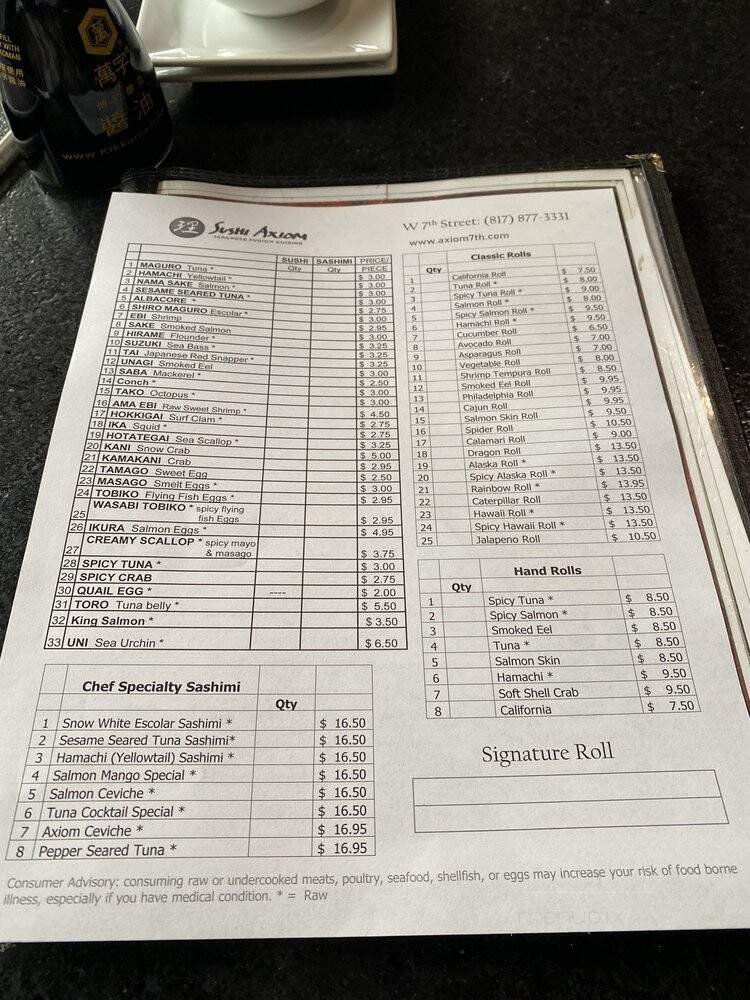 萬字
醤油
WITH
使用
www.Kikkoman
Sushi Axiom
JAPANESE FUSION CUISINE
W 7th Street: (817) 877-3331
www.axiom7th.com
SUSHI Qty SASHIMI Qty PRICE/ PIECE
1 MAGURO Tuna * $ 3.00
2 HAMACHI Yellowtail * $ 3.00
3 NAMA SAKE Salmon * $ 3.00
4 SESAME SEARED TUNA * $ 3.00
5 ALBACORE * $ 3.00
6 SHIRO MAGURO Escolar * $ 2.75
7 EBI Shrimp $ 3.00
8 SAKE Smoked Salmon $ 2.95
9 HIRAME Flounder * $ 3.00
10 SUZUKI Sea Bass * $ 3.25
11 TAI Japanese Red Snapper * $ 3.25
12 UNAGI Smoked Eel $ 3.25
13 SABA Mackerel * $ 3.00
14 Conch * $ 2.50
15 TAKO Octopus * $ 3.00
16 AMA EBI Raw Sweet Shrimp * $ 4.50
17 HOKKIGAI Surf Clam * $ 2.75
18 IKA Squid * $ 2.75
19 HOTATEGAI Sea Scallop * $ 3.25
20 KANI Snow Crab $ 5.00
21 KAMAKANI Crab $ 2.95
22 TAMAGO Sweet Egg $ 2.50
23 MASAGO Smelt Eggs * $ 3.00
24 TOBIKO Flying Fish Eggs * $ 2.95
25 WASABI TOBIKO * spicy flying
fish Eggs $ 2.95
26 IKURA Salmon Eggs * $ 4.95
27 CREAMY SCALLOP * spicy mayo
& masago $ 3.75
28 SPICY TUNA * $ 3.00
29 SPICY CRAB $ 2.75
30 QUAIL EGG * ---- $ 2.00
31 TORO Tuna belly * $ 5.50
32 King Salmon * $ 3.50
33 UNI Sea Urchin * $ 6.50
Chef Specialty Sashimi Qty
1 Snow White Escolar Sashimi * $ 16.50
2 Sesame Seared Tuna Sashimi* $ 16.50
3 Hamachi (Yellowtail) Sashimi * $ 16.50
4 Salmon Mango Special * $ 16.50
5 Salmon Ceviche * $ 16.50
6 Tuna Cocktail Special * $ 16.50
7 Axiom Ceviche * $ 16.95
8 Pepper Seared Tuna * $ 16.95
Qty Classic Rolls
1 California Roll $ 7.50
2 Tuna Roll * $ 8.00
3 Spicy Tuna Roll * $ 9.00
4 Salmon Roll * $ 8.00
5 Spicy Salmon Roll * $ 9.50
6 Hamachi Roll * $ 9.50
7 Cucumber Roll $ 6.50
8 Avocado Roll $ 7.00
9 Asparagus Roll $ 7.00
10 Vegetable Roll $ 8.00
11 Shrimp Tempura Roll $ 8.50
12 Smoked Eel Roll $ 9.95
13 Philadelphia Roll $ 9.95
14 Cajun Roll $ 9.95
15 Salmon Skin Roll $ 9.50
16 Spider Roll $ 10.50
17 Calamari Roll $ 9.00
18 Dragon Roll $ 13.50
19 Alaska Roll * $ 13.50
20 Spicy Alaska Roll * $ 13.50
21 Rainbow Roll * $ 13.95
22 Caterpillar Roll $ 13.50
23 Hawaii Roll * $ 13.50
24 Spicy Hawaii Roll * $ 13.50
25 Jalapeno Roll $ 10.50
Qty Hand Rolls
1 Spicy Tuna * $ 8.50
2 Spicy Salmon * $ 8.50
3 Smoked Eel $ 8.50
4 Tuna * $ 8.50
5 Salmon Skin $ 8.50
6 Hamachi * $ 9.50
7 Soft Shell Crab $ 9.50
8 California $ 7.50
Signature Roll
Consumer Advisory: consuming raw or undercooked meats, poultry, seafood, shellfish, or eggs may increase your risk of food borne
illness, especially if you have medical condition. * = Raw
menupix